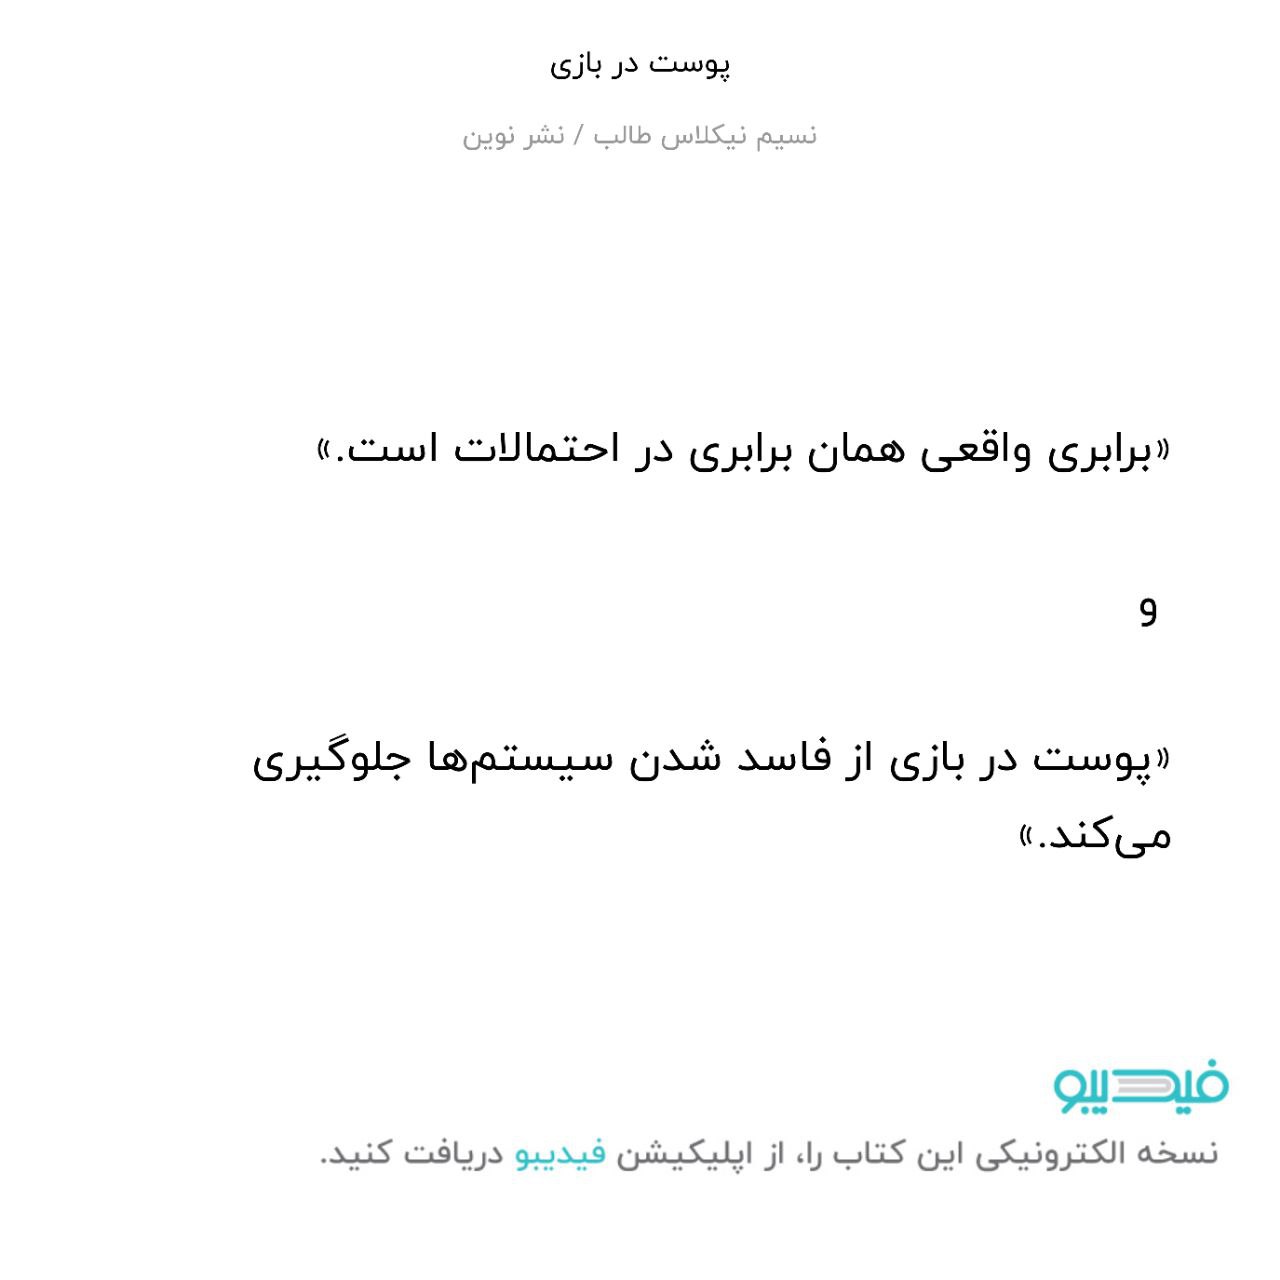 پوست در بازی
نسیم نیکلاس طالب / نشر نوین
«برابری واقعی همان برابری در احتمالات است.»
و
«پوست در بازی از فاسد شدن سیستم‌ها جلوگیری
می‌کند.»
فیدیبو
نسخه الکترونیکی این کتاب را، از اپلیکیشن فیدیبو دریافت کنید.